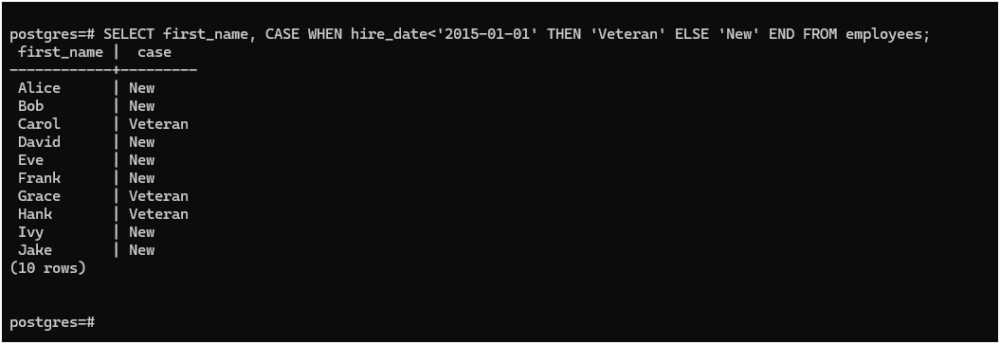 postgres=# SELECT first_name, CASE WHEN hire_date<'2015-01-01' THEN 'Veteran' ELSE 'New' END FROM employees;
 first_name |  case
------------+---------
 Alice      | New
 Bob        | New
 Carol      | Veteran
 David      | New
 Eve        | New
 Frank      | New
 Grace      | Veteran
 Hank       | Veteran
 Ivy        | New
 Jake       | New
(10 rows)
postgres=#